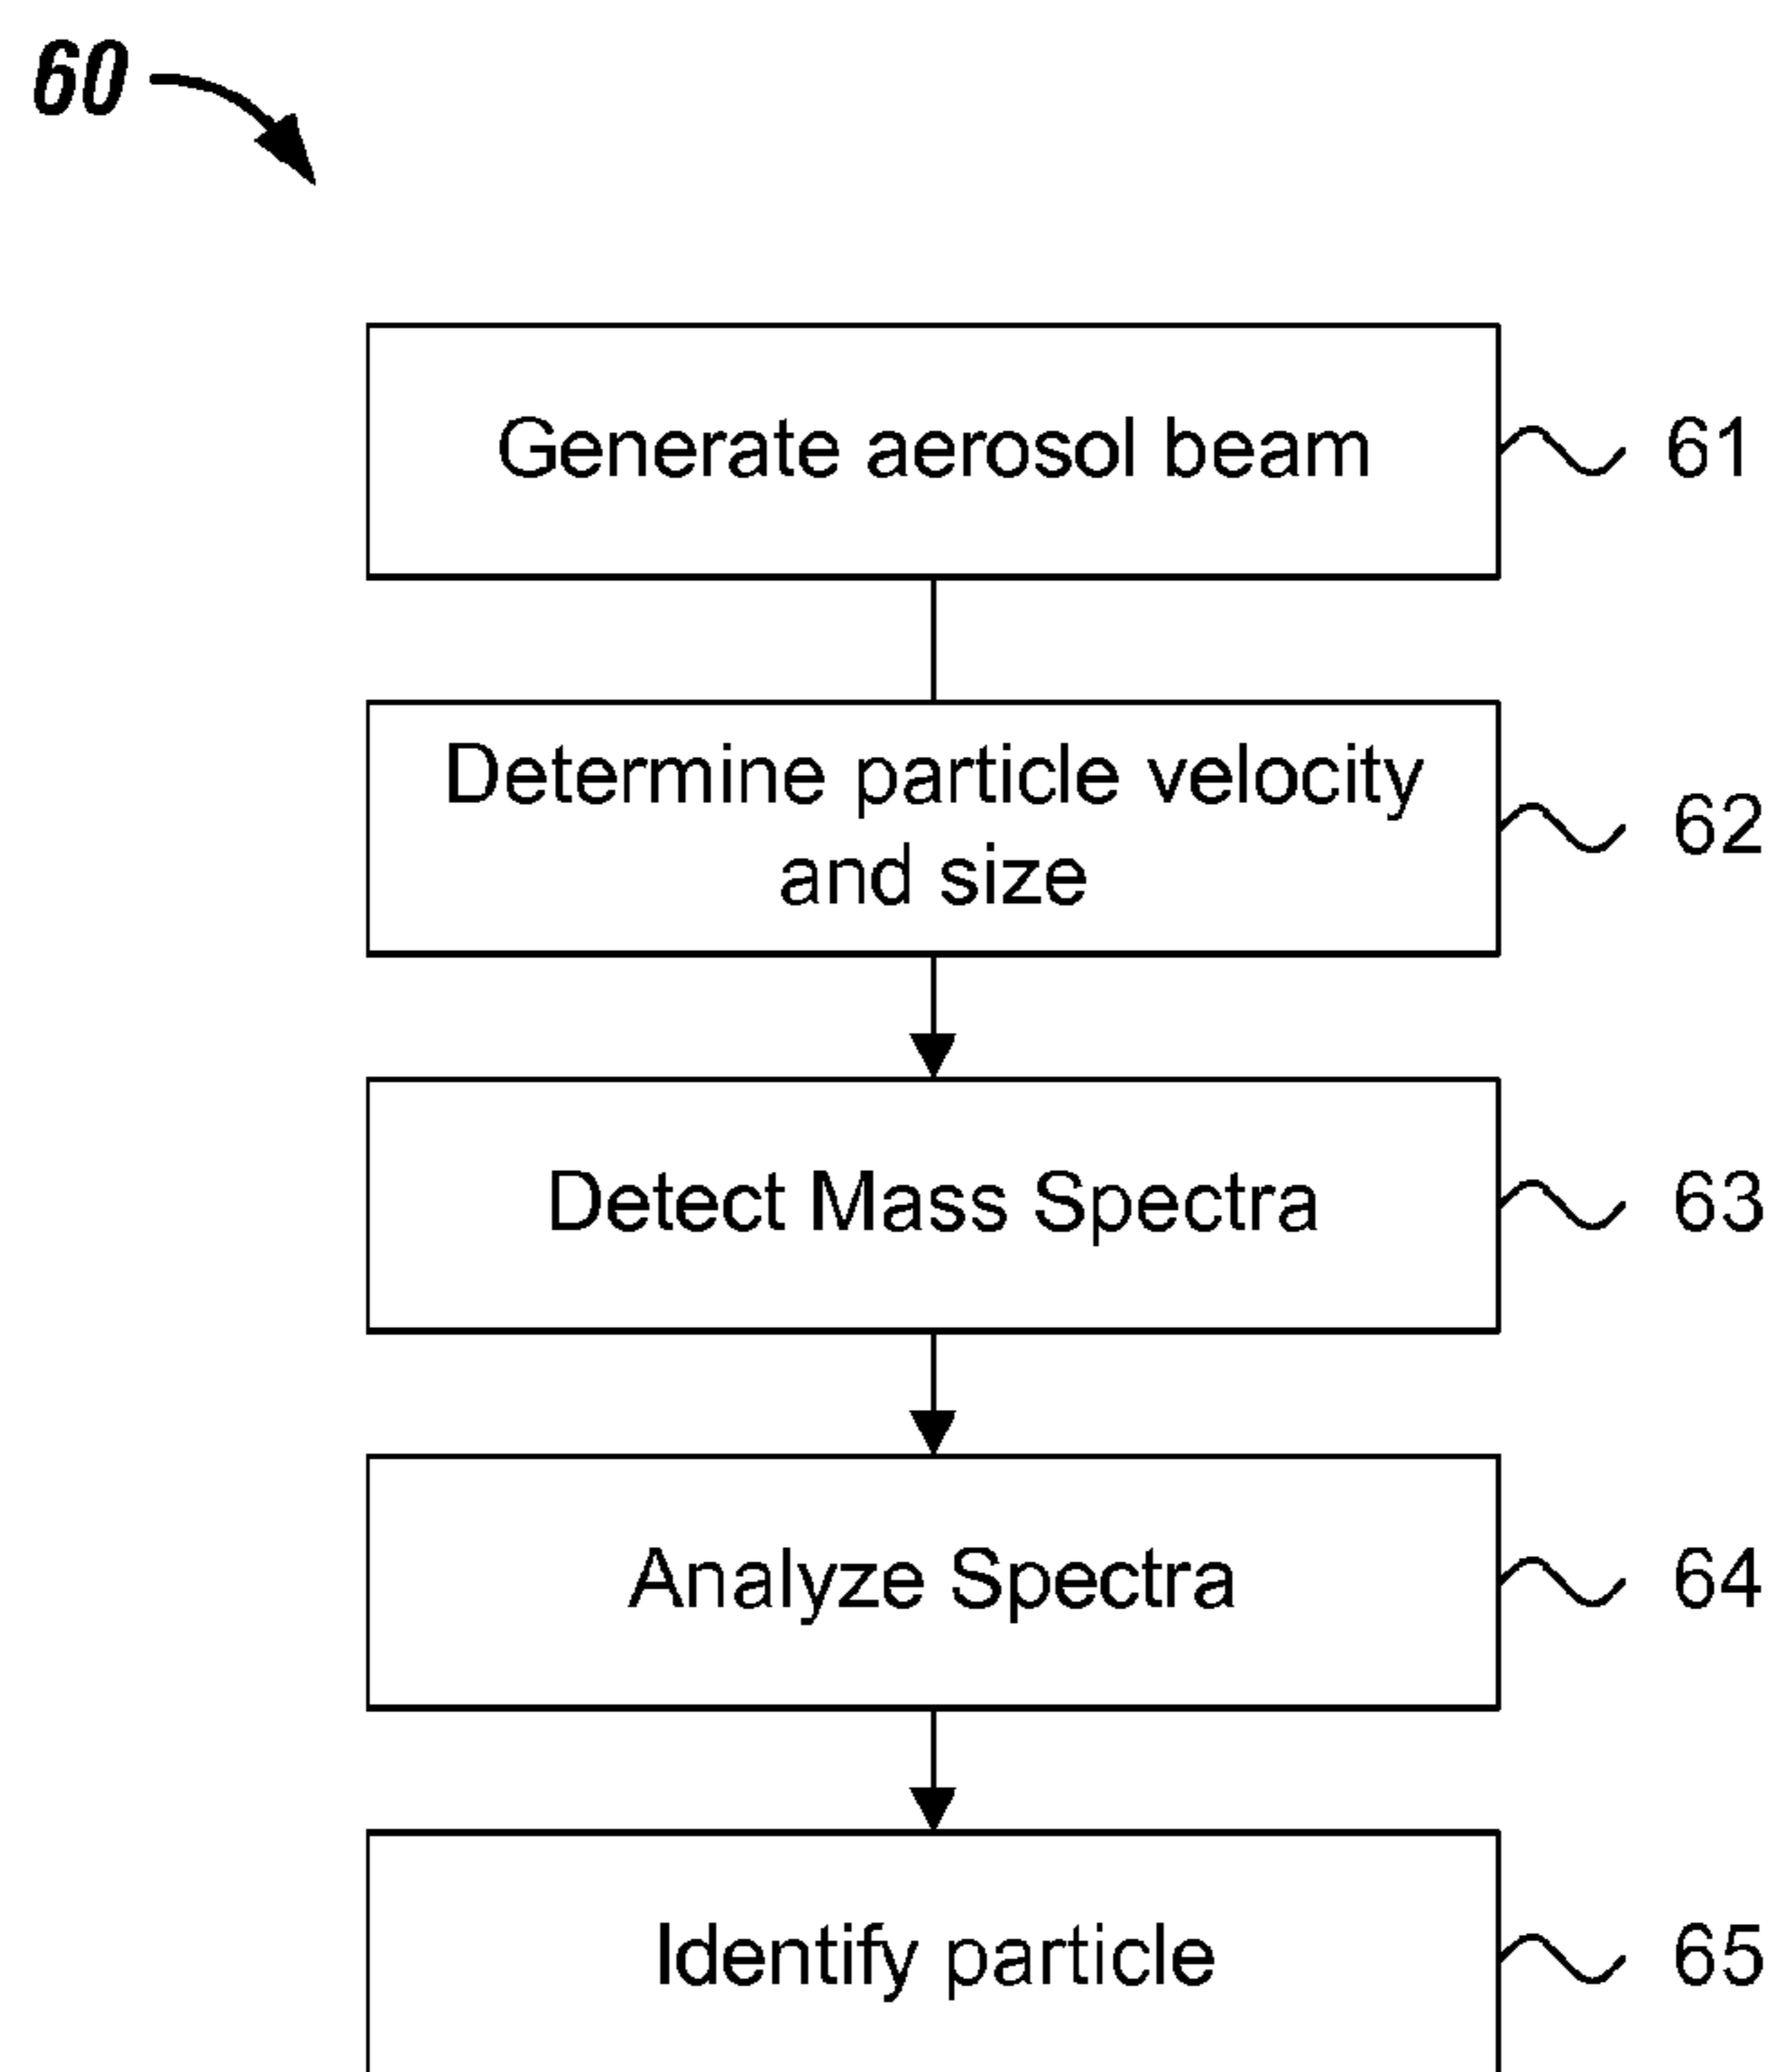 60
Generate aerosol beam
61
Determine particle velocity
and size
62
Detect Mass Spectra
63
Analyze Spectra
64
Identify particle
65